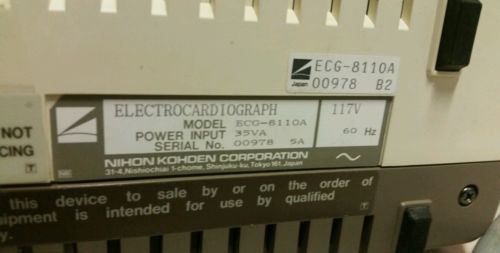 ECG-8110A
Japan 00978 B2
ELECTROCARDIOGRAPH
117V
MODEL ECG-8110A
POWER INPUT 35VA
60 Hz
SERIAL No. 00978 5A
NOT
CING
T
NIHON KOHDEN CORPORATION
31-4, Nishiochiai 1-chome, Shinjuku-ku, Tokyo 161, Japan
T
this device to sale by or on the order of
uipment is intended for use by qualified
y.